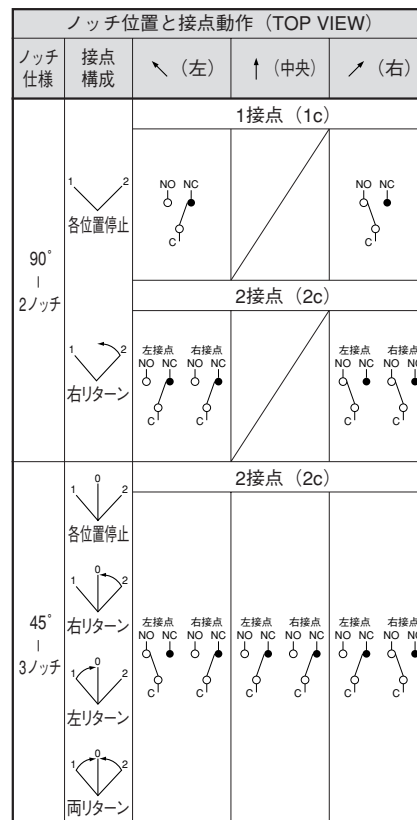 ノッチ位置と接点動作（TOP VIEW）
ノッチ
仕様
接点
構成
↖（左）
↑（中央）
↗（右）
90°
|
2ノッチ
1 2
各位置停止
1接点（1c）
NO NC
C
NO NC
C
1 2
右リターン
2接点（2c）
左接点 右接点
NO NC NO NC
C
左接点 右接点
NO NC NO NC
C
45°
|
3ノッチ
1 0 2
各位置停止
1 0 2
右リターン
1 0 2
左リターン
1 0 2
両リターン
2接点（2c）
左接点 右接点
NO NC NO NC
C
左接点 右接点
NO NC NO NC
C
左接点 右接点
NO NC NO NC
C